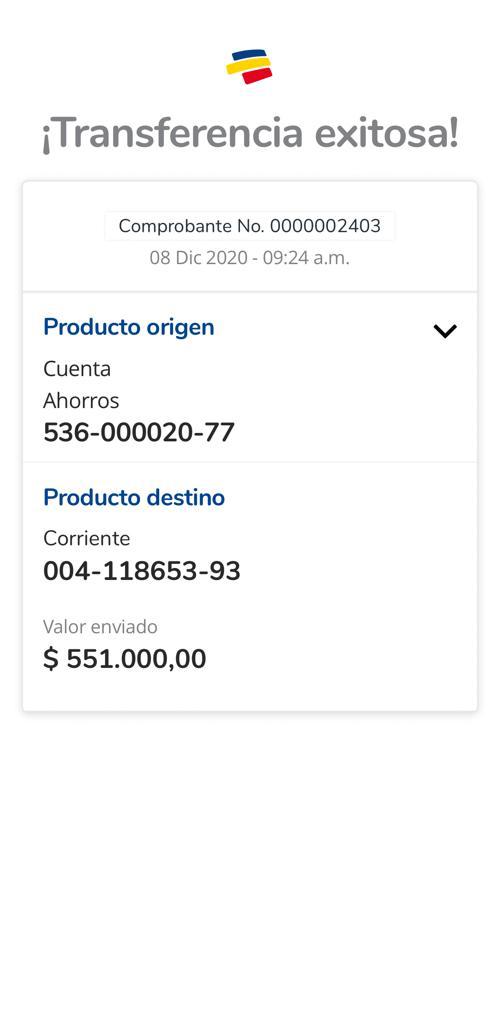 ¡Transferencia exitosa!
Comprobante No. 0000002403
08 Dic 2020 - 09:24 a.m.
Producto origen
Cuenta
Ahorros
536-000020-77
Producto destino
Corriente
004-118653-93
Valor enviado
$ 551.000,00